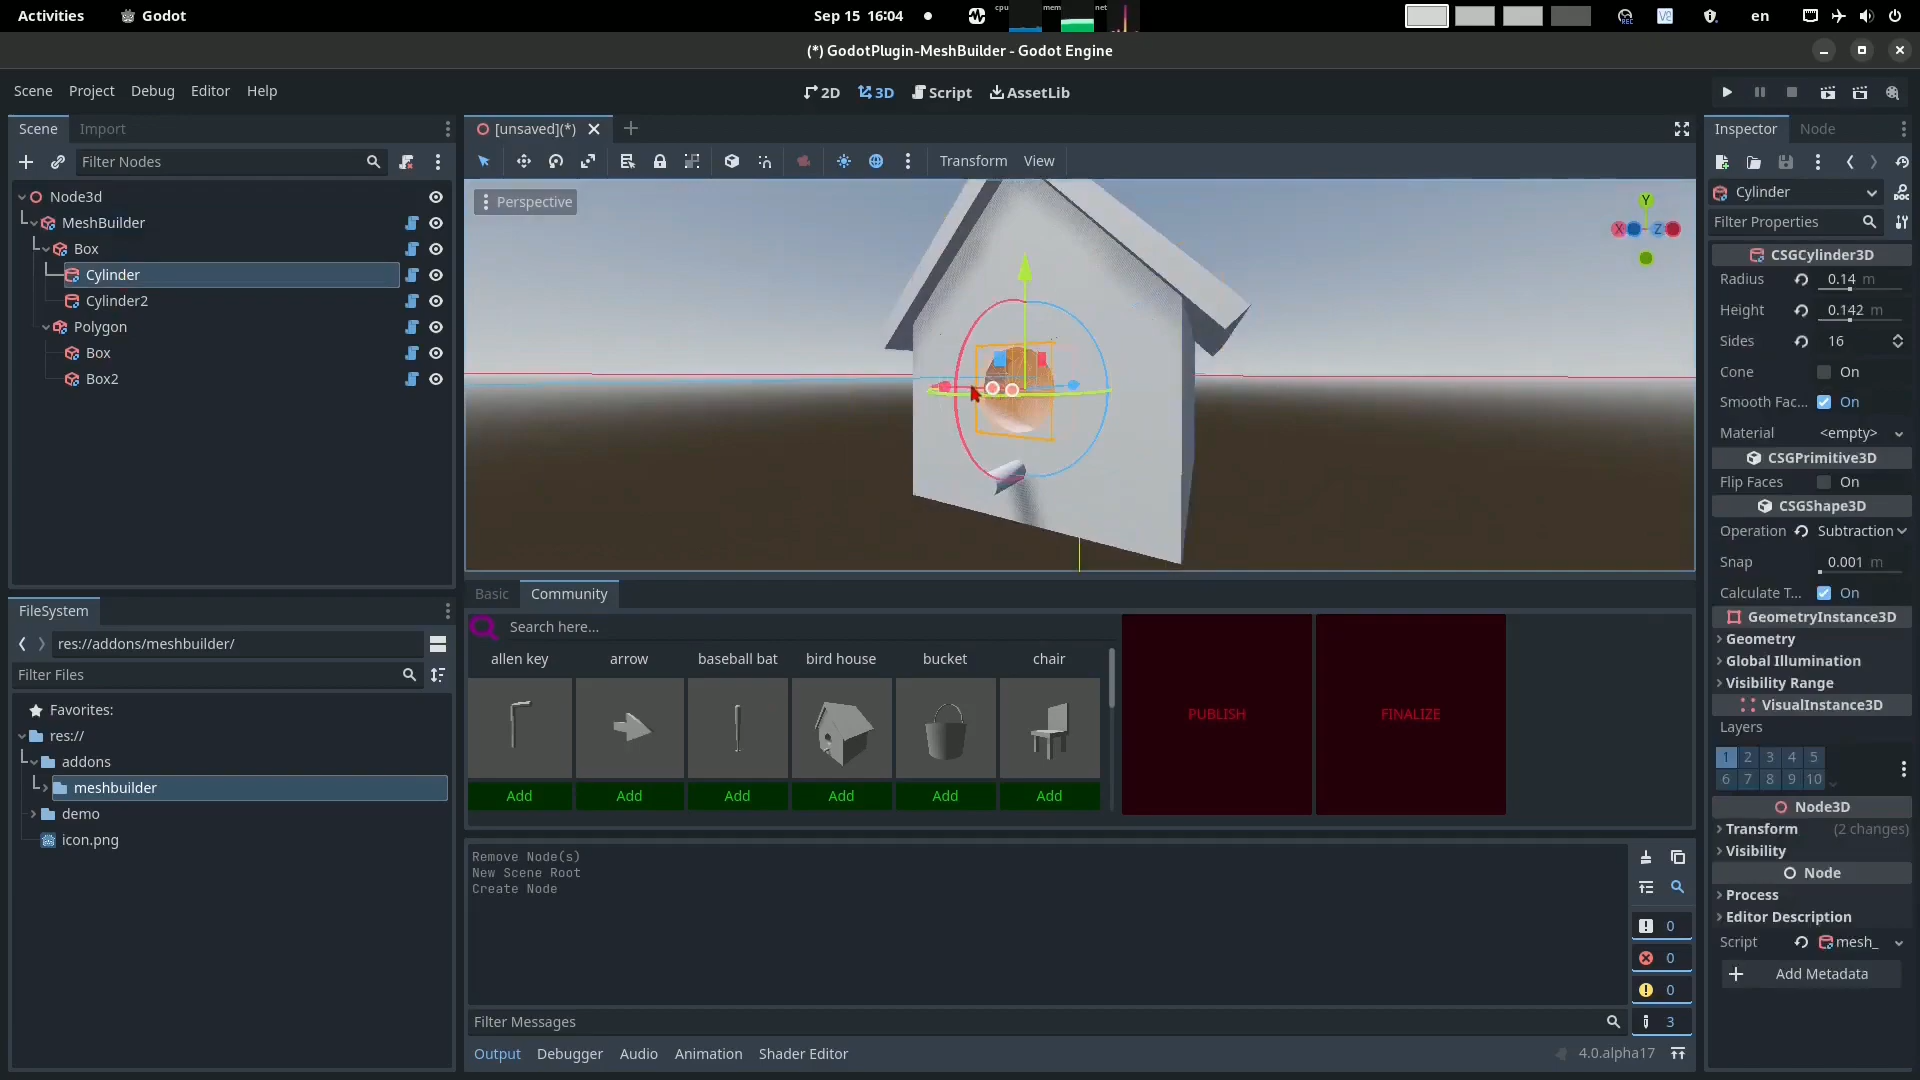 Activities
Godot
Sep 15 16:04
cpu
mem
net
en
(*) GodotPlugin-MeshBuilder - Godot Engine
Scene
Project
Debug
Editor
Help
2D
3D
Script
AssetLib
Scene
Import
[unsaved](*)
Inspector
Node
Filter Nodes
Transform
View
Node3d
MeshBuilder
Box
Cylinder
Cylinder2
Polygon
Box
Box2
Perspective
Y
X
Z
Cylinder
Filter Properties
CSGCylinder3D
Radius 0.14 m
Height 0.142 m
Sides 16
Cone On
Smooth Fac... On
Material <empty>
CSGPrimitive3D
Flip Faces On
CSGShape3D
Operation Subtraction
Snap 0.001 m
Calculate T... On
GeometryInstance3D
Geometry
Global Illumination
Visibility Range
VisualInstance3D
Layers
1 2 3 4 5
6 7 8 9 10
Node3D
Transform (2 changes)
Visibility
Node
Process
Editor Description
Script mesh_
Add Metadata
FileSystem
res://addons/meshbuilder/
Filter Files
Favorites:
res://
addons
meshbuilder
demo
icon.png
Basic
Community
Search here...
allen key
arrow
baseball bat
bird house
bucket
chair
Add
Add
Add
Add
Add
Add
PUBLISH
FINALIZE
Remove Node(s)
New Scene Root
Create Node
0
0
0
3
Filter Messages
Output
Debugger
Audio
Animation
Shader Editor
4.0.alpha17